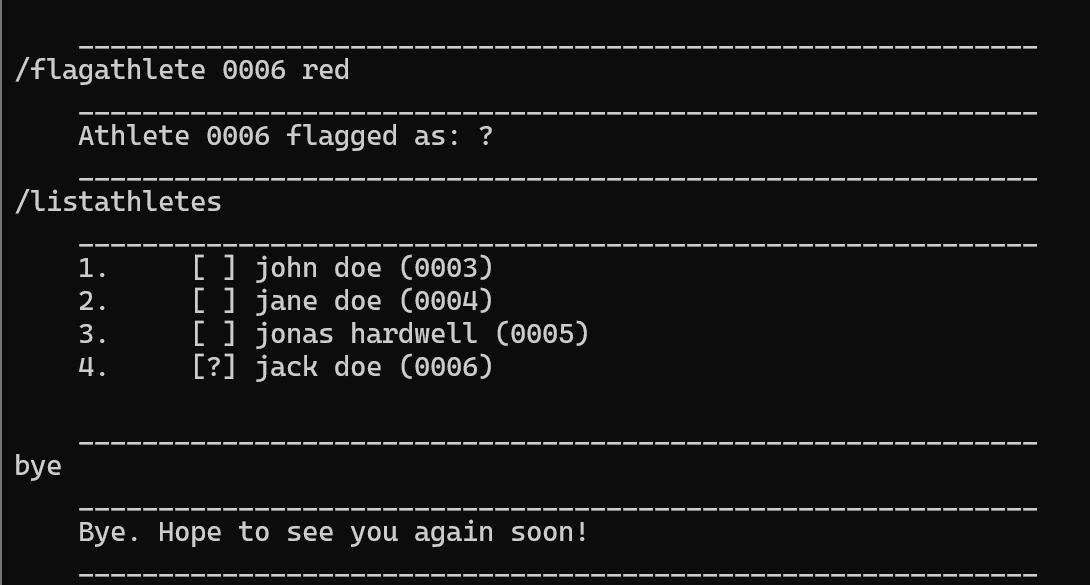 ____________________________________________________________
/flagathlete 0006 red
____________________________________________________________
Athlete 0006 flagged as: ?
____________________________________________________________
/listathletes
____________________________________________________________
1.     [ ] john doe (0003)
2.     [ ] jane doe (0004)
3.     [ ] jonas hardwell (0005)
4.     [?] jack doe (0006)
____________________________________________________________
bye
____________________________________________________________
Bye. Hope to see you again soon!
____________________________________________________________